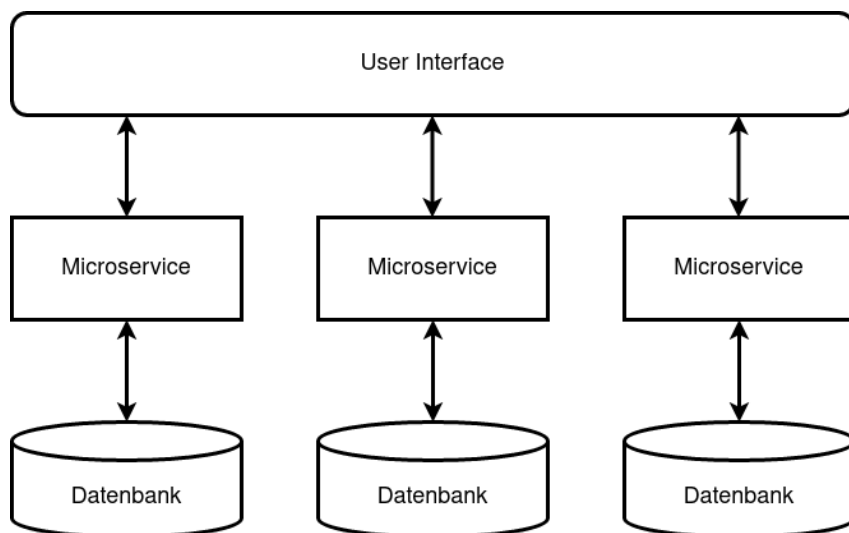 User Interface
Microservice
Microservice
Microservice
Datenbank
Datenbank
Datenbank